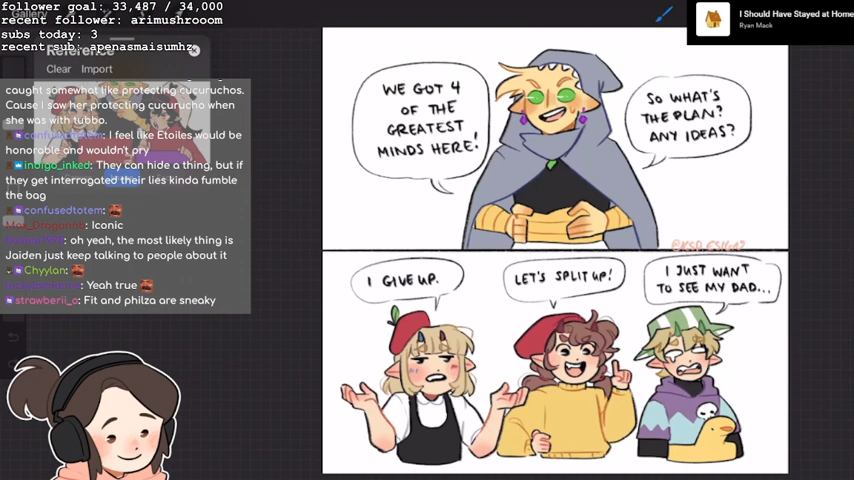 follower goal: 33,487 / 34,000
recent follower: arimushrooom
subs today: 3
recent sub: apenasmaisumhz
Reference
Clear Import
caught somewhat like protecting cucuruchos.
Cause I saw her protecting cucurucho when
she was with tubbo.
confusedtotem: I feel like Etoiles would be
honorable and wouldn't pry
indigo_inked: They can hide a thing, but if
they get interrogated their lies kinda fumble
the bag
confusedtotem:
Iconic
oh yeah, the most likely thing is
Jaiden just keep talking to people about it
Chyylan:
Yeah true
strawberii_a: Fit and philza are sneaky
I Should Have Stayed at Home
Ryan Mack
WE GOT 4
OF THE
GREATEST
MINDS HERE!
SO WHAT'S
THE PLAN?
ANY IDEAS?
I GIVE UP.
LET'S SPLIT UP!
I JUST WANT
TO SEE MY DAD...